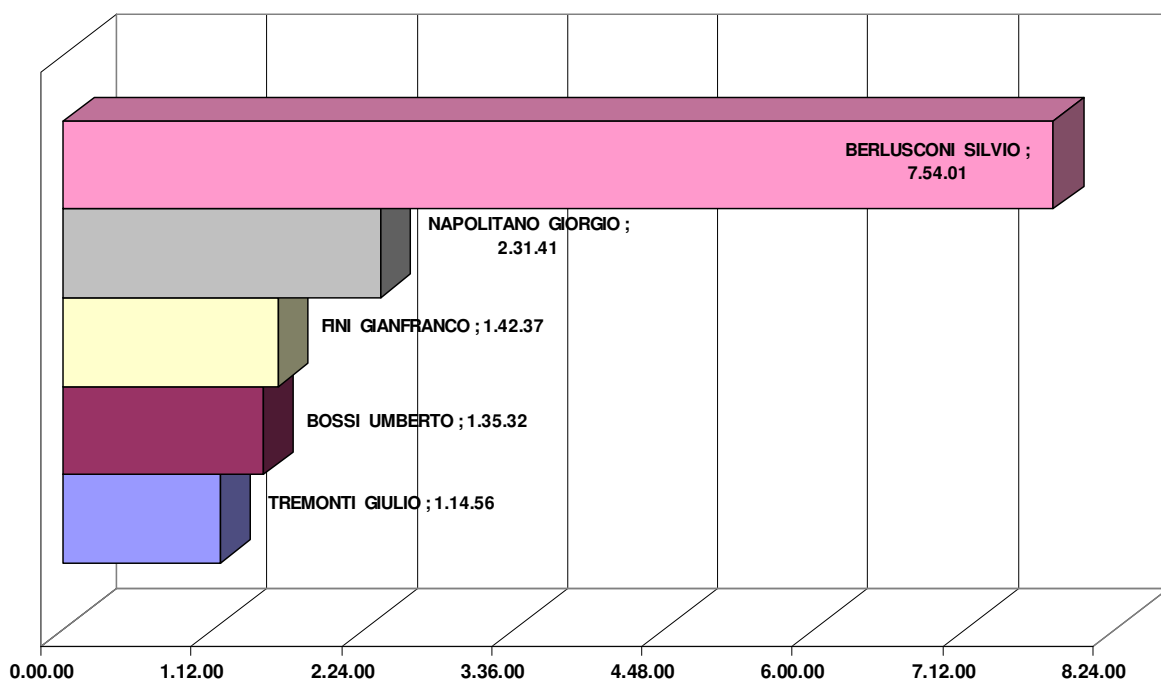 BERLUSCONI SILVIO ;
7.54.01
NAPOLITANO GIORGIO ;
2.31.41
FINI GIANFRANCO ; 1.42.37
BOSSI UMBERTO ; 1.35.32
TREMONTI GIULIO ; 1.14.56
0.00.00 1.12.00 2.24.00 3.36.00 4.48.00 6.00.00 7.12.00 8.24.00